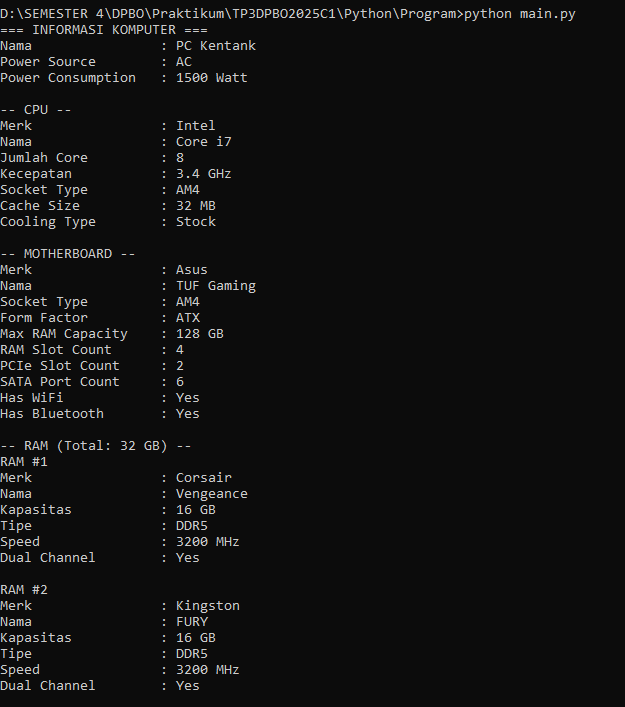 D:\SEMESTER 4\DPBO\Praktikum\TP3DPBO2025C1\Python\Program>python main.py
=== INFORMASI KOMPUTER ===
Nama                : PC Kentank
Power Source        : AC
Power Consumption   : 1500 Watt

-- CPU --
Merk                : Intel
Nama                : Core i7
Jumlah Core         : 8
Kecepatan           : 3.4 GHz
Socket Type         : AM4
Cache Size          : 32 MB
Cooling Type        : Stock

-- MOTHERBOARD --
Merk                : Asus
Nama                : TUF Gaming
Socket Type         : AM4
Form Factor         : ATX
Max RAM Capacity    : 128 GB
RAM Slot Count      : 4
PCIe Slot Count     : 2
SATA Port Count     : 6
Has WiFi            : Yes
Has Bluetooth       : Yes

-- RAM (Total: 32 GB) --
RAM #1
Merk                : Corsair
Nama                : Vengeance
Kapasitas           : 16 GB
Tipe                : DDR5
Speed               : 3200 MHz
Dual Channel        : Yes

RAM #2
Merk                : Kingston
Nama                : FURY
Kapasitas           : 16 GB
Tipe                : DDR5
Speed               : 3200 MHz
Dual Channel        : Yes